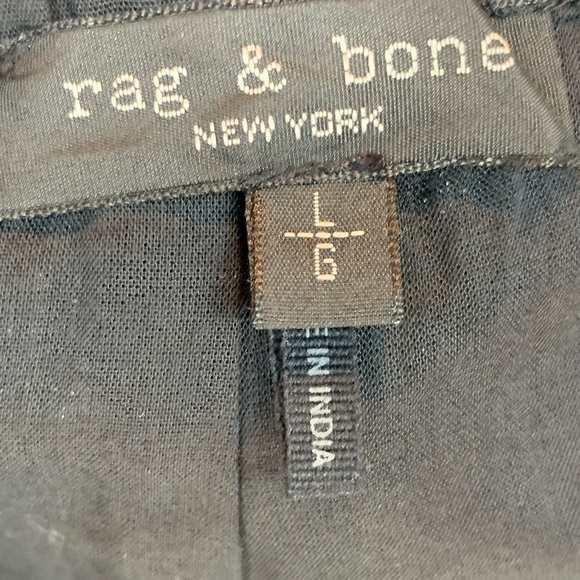 rag & bone
NEW YORK
L
G
E IN INDIA